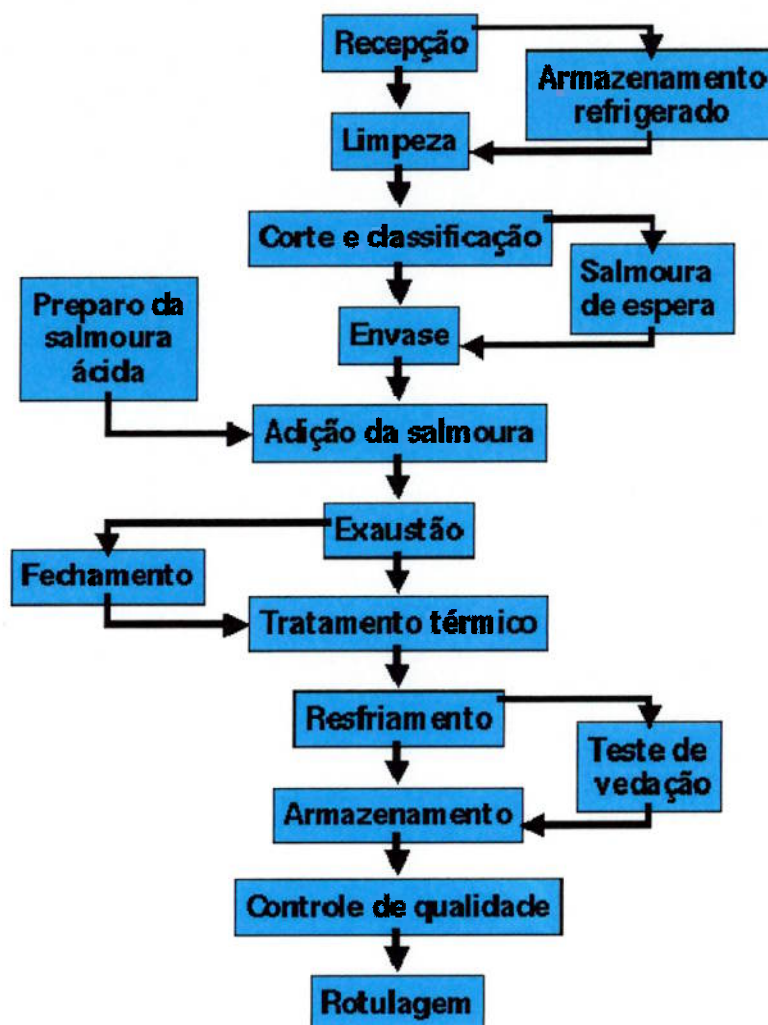 Recepção
Armazenamento
refrigerado
Limpeza
Corte e classificação
Salmoura
de espera
Preparo da
salmoura
ácida
Envase
Adição da salmoura
Exaustão
Fechamento
Tratamento térmico
Resfriamento
Teste de
vedação
Armazenamento
Controle de qualidade
Rotulagem